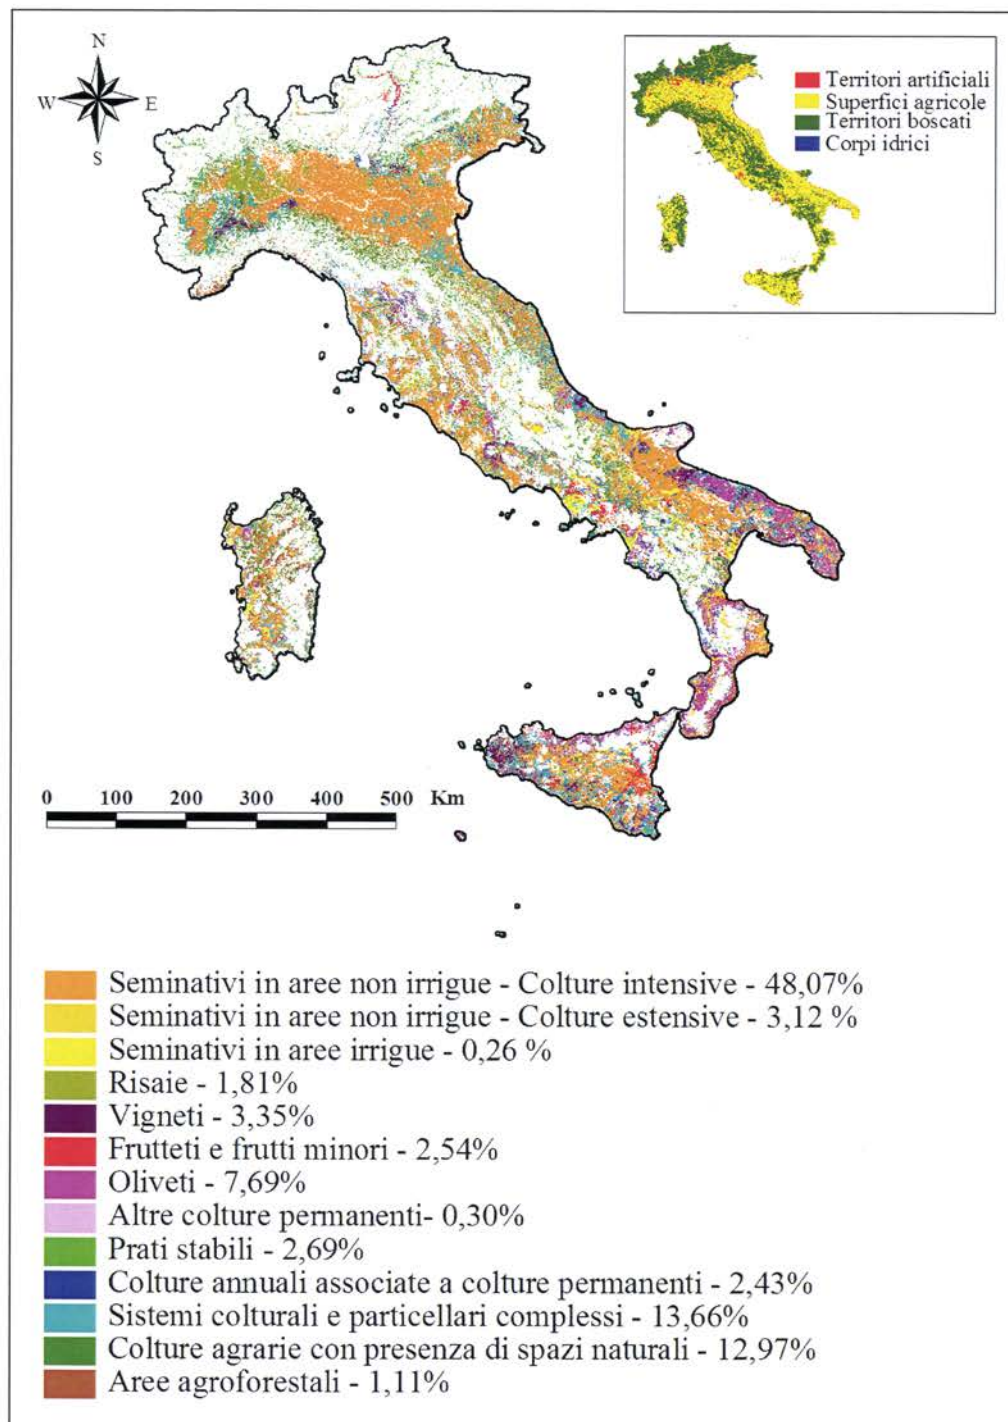 N
W E
S
Territori artificiali
Superfici agricole
Territori boscati
Corpi idrici
0 100 200 300 400 500 Km
Seminativi in aree non irrigue - Colture intensive - 48,07%
Seminativi in aree non irrigue - Colture estensive - 3,12 %
Seminativi in aree irrigue - 0,26 %
Risaie - 1,81%
Vigneti - 3,35%
Frutteti e frutti minori - 2,54%
Oliveti - 7,69%
Altre colture permanenti- 0,30%
Prati stabili - 2,69%
Colture annuali associate a colture permanenti - 2,43%
Sistemi colturali e particellari complessi - 13,66%
Colture agrarie con presenza di spazi naturali - 12,97%
Aree agroforestali - 1,11%